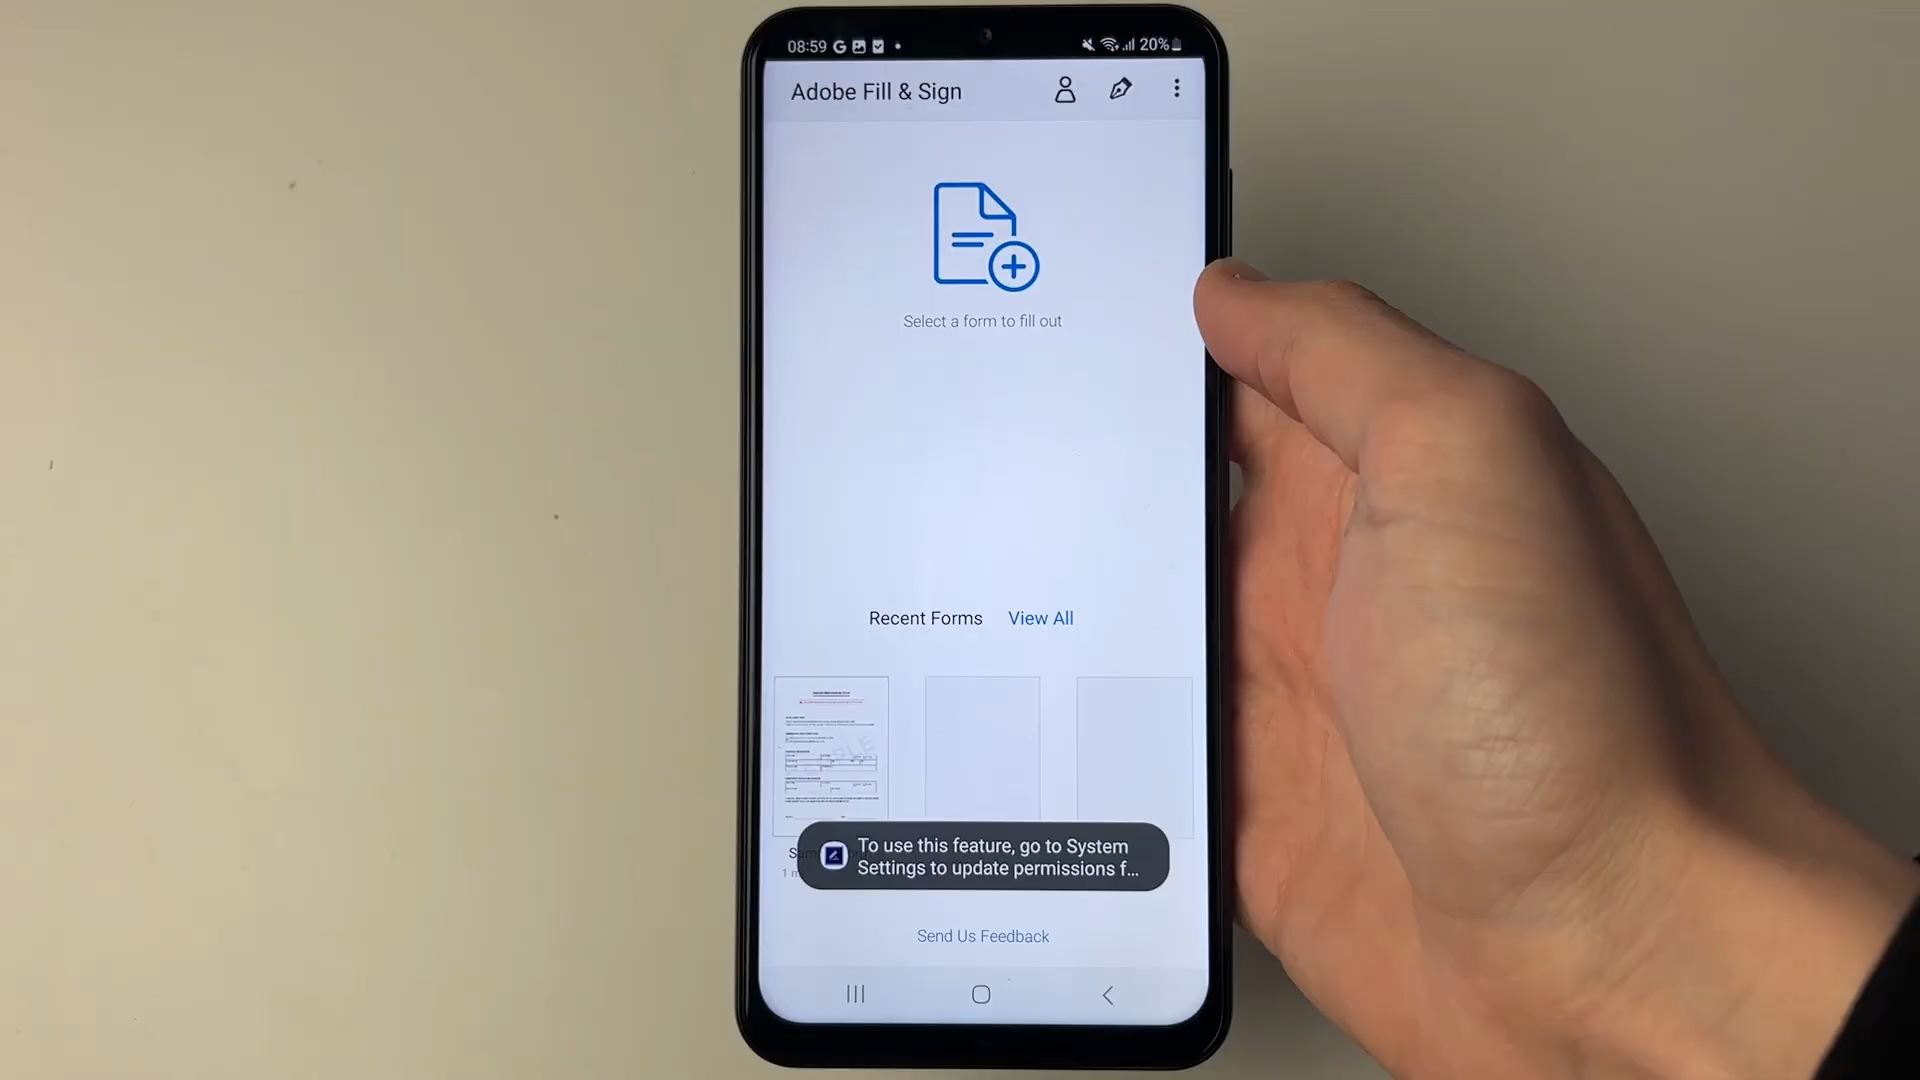 08:59
20%
Adobe Fill & Sign
Select a form to fill out
Recent Forms
View All
To use this feature, go to System
Settings to update permissions f...
Send Us Feedback